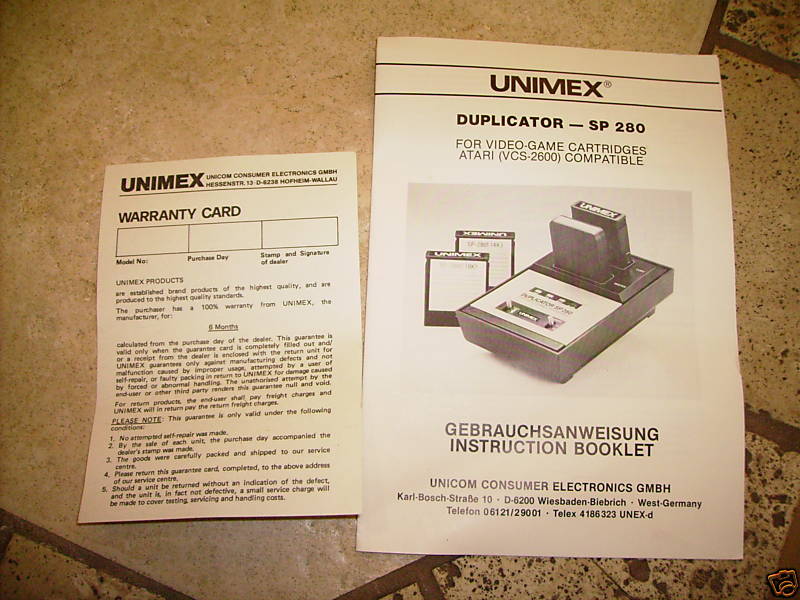 UNIMEX UNICOM CONSUMER ELECTRONICS GMBH
HESSENSTR. 13 D-6238 HOFHEIM-WALLAU
WARRANTY CARD
Model No: Purchase Day Stamp and Signature
of dealer
UNIMEX PRODUCTS
are established brand products of the highest quality, and are
produced to the highest quality standards.
The purchaser has a 100% warranty from UNIMEX, the
manufacturer, for:
6 Months
calculated from the purchase day of the dealer. This guarantee is
valid only when the guarantee card is completely filled out and/
or a receipt from the dealer is enclosed with the return unit for
UNIMEX guarantees only against manufacturing defects and not
malfunction caused by improper usage, attempted by a user of
self-repair, or faulty packing in return to UNIMEX for damage caused
by forced or abnormal handling. The unathorised attempt by the
end-user or other third party renders this guarantee null and void.
For return products, the end-user shall pay freight charges and
UNIMEX will in return pay the return freight charges.
PLEASE NOTE: This guarantee is only valid under the following
conditions:
1. No attempted self-repair was made.
2. By the sale of each unit, the purchase day accompanied the
dealer's stamp was made.
3. The goods were carefully packed and shipped to our service
centre.
4. Please return this guarantee card, completed, to the above address
of our service centre.
5. Should a unit be returned without an indication of the defect,
and the unit is, in fact not defective, a small service charge will
be made to cover testing, servicing and handling costs.
UNIMEX®
DUPLICATOR — SP 280
FOR VIDEO-GAME CARTRIDGES
ATARI (VCS-2600) COMPATIBLE
UNIMEX
UNIMEX
UNIMEX
DUPLICATOR SP 280
UNIMEX
GEBRAUCHSANWEISUNG
INSTRUCTION BOOKLET
UNICOM CONSUMER ELECTRONICS GMBH
Karl-Bosch-Straße 10 · D-6200 Wiesbaden-Biebrich · West-Germany
Telefon 06121/29001 · Telex 4186323 UNEX-d